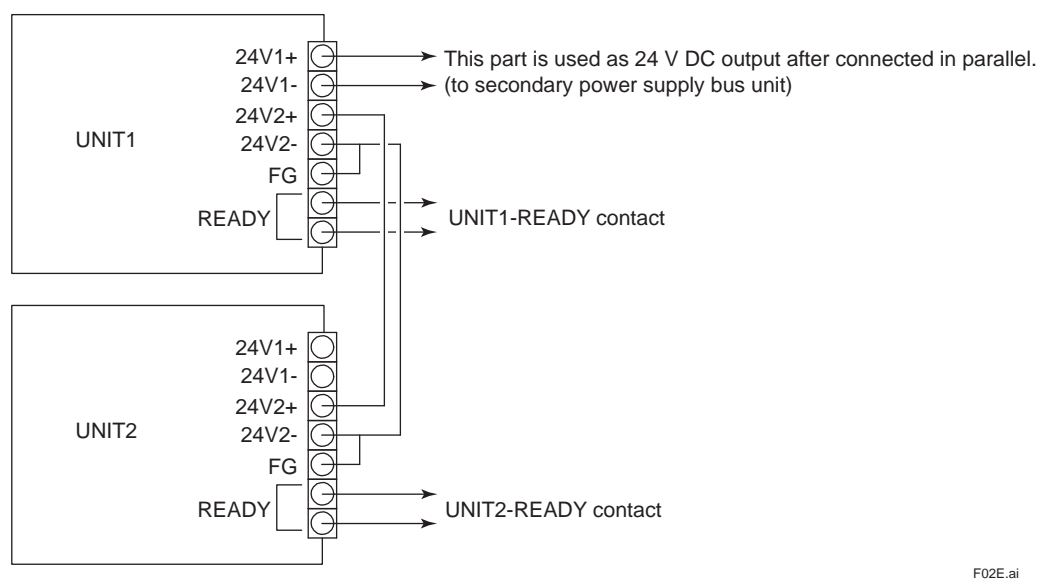 24V1+
This part is used as 24 V DC output after connected in parallel.
24V1-
(to secondary power supply bus unit)
24V2+
UNIT1
24V2-
FG
READY
UNIT1-READY contact
24V1+
24V1-
24V2+
UNIT2
24V2-
FG
READY
UNIT2-READY contact
F02E.ai